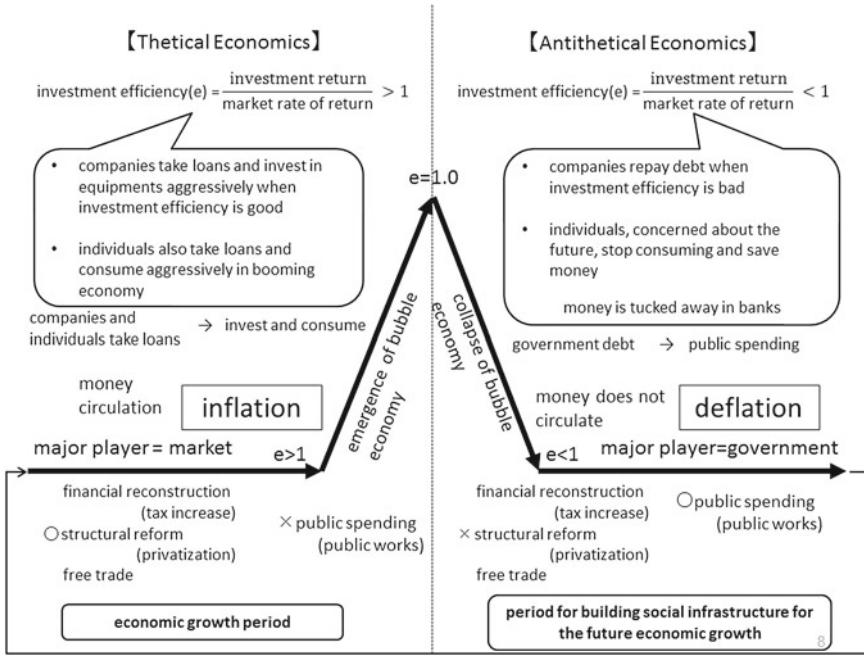 【Thetical Economics】
investment efficiency(e) = investment return / market rate of return > 1
• companies take loans and invest in
equipments aggressively when
investment efficiency is good
• individuals also take loans and
consume aggressively in booming
economy
companies and
individuals take loans → invest and consume
money
circulation
inflation
major player = market
e>1
emergence of bubble
economy
e=1.0
financial reconstruction
(tax increase)
○structural reform
(privatization)
free trade
×public spending
(public works)
economic growth period
【Antithetical Economics】
investment efficiency(e) = investment return / market rate of return < 1
• companies repay debt when
investment efficiency is bad
• individuals, concerned about the
future, stop consuming and save
money
money is tucked away in banks
government debt → public spending
collapse of bubble
economy
money does not
circulate
deflation
e<1
major player=government
financial reconstruction
(tax increase)
×structural reform
(privatization)
free trade
○public spending
(public works)
period for building social infrastructure for
the future economic growth
8